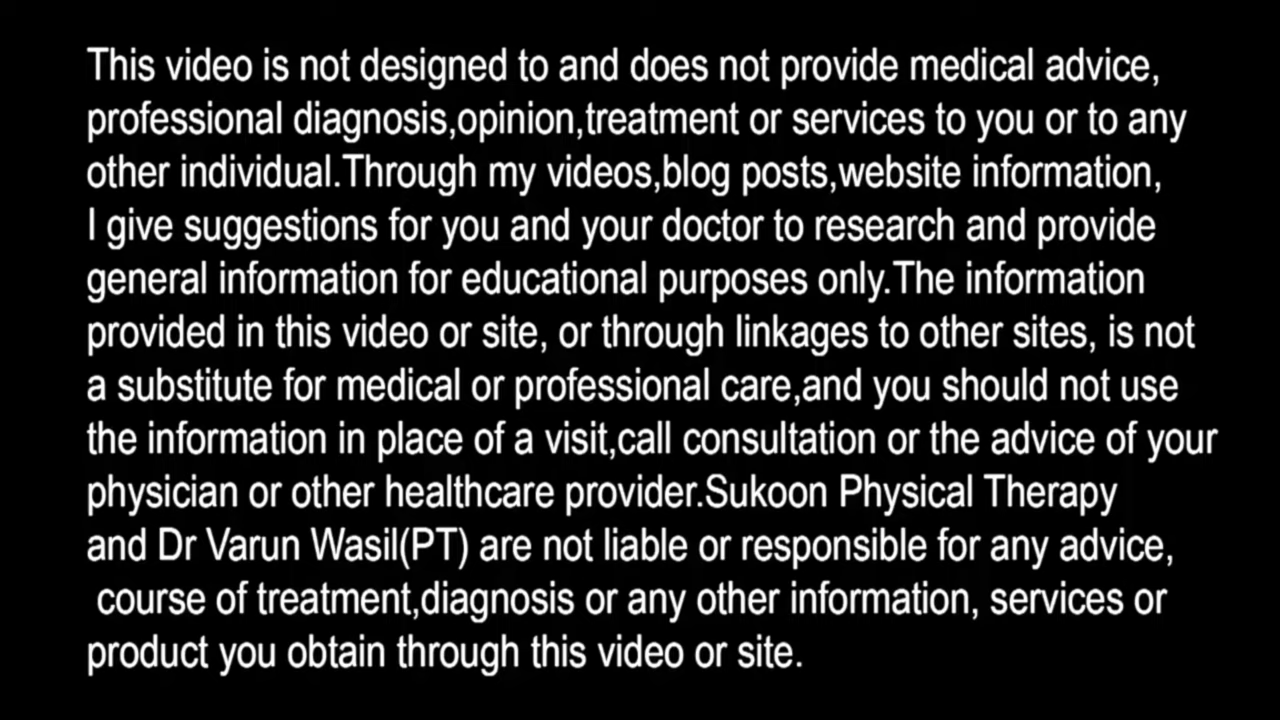 This video is not designed to and does not provide medical advice,
professional diagnosis,opinion,treatment or services to you or to any
other individual.Through my videos,blog posts,website information,
I give suggestions for you and your doctor to research and provide
general information for educational purposes only.The information
provided in this video or site, or through linkages to other sites, is not
a substitute for medical or professional care,and you should not use
the information in place of a visit,call consultation or the advice of your
physician or other healthcare provider.Sukoon Physical Therapy
and Dr Varun Wasil(PT) are not liable or responsible for any advice,
course of treatment,diagnosis or any other information, services or
product you obtain through this video or site.